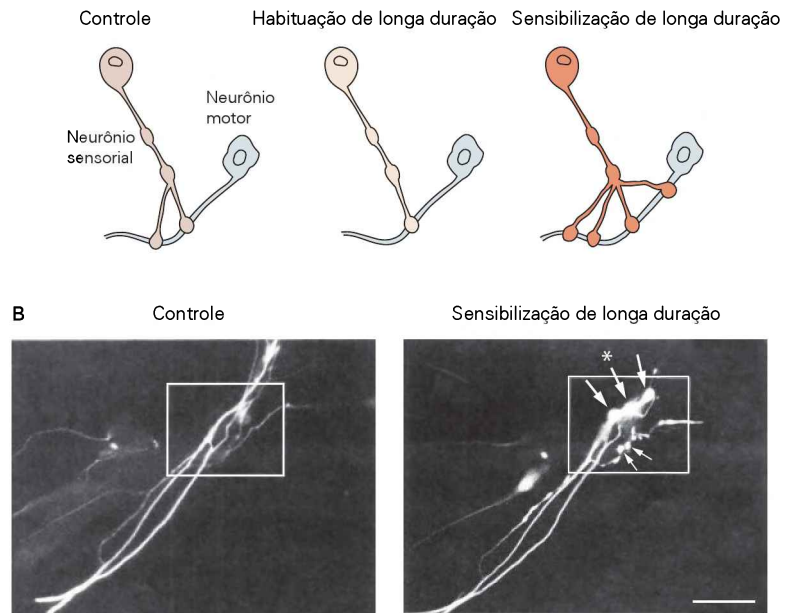 Controle
Habituação de longa duração
Sensibilização de longa duração
Neurônio
motor
Neurônio
sensorial
B
Controle
Sensibilização de longa duração
*